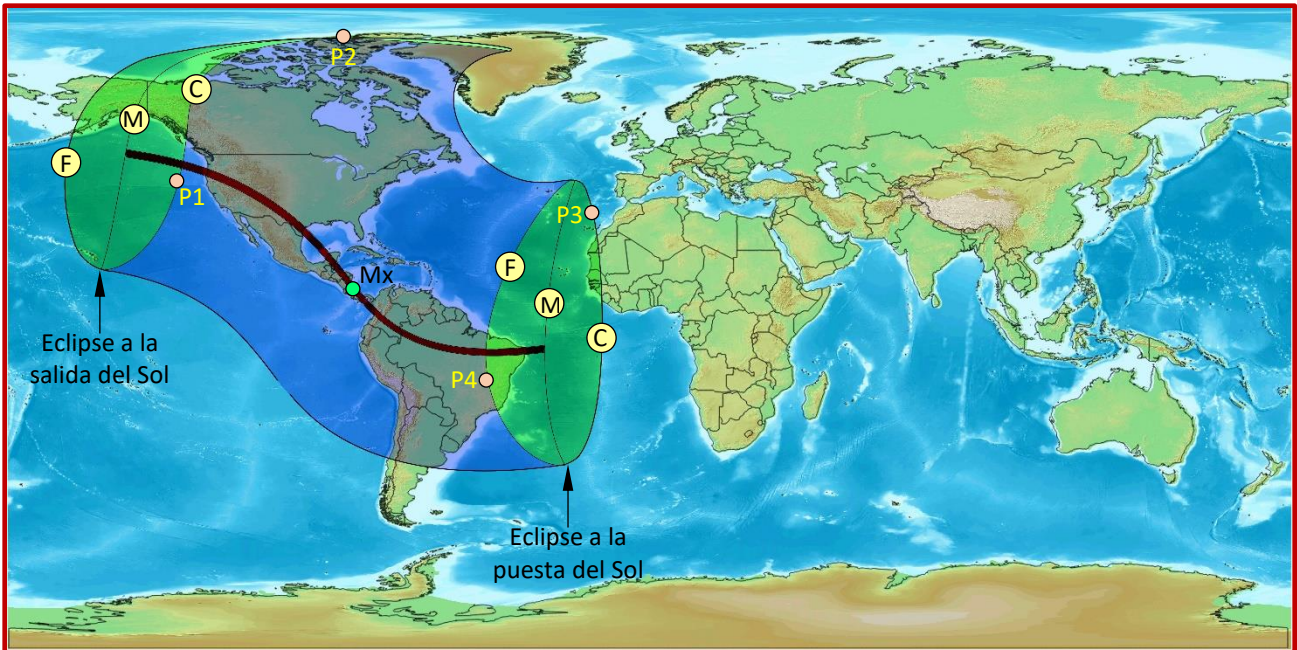 P2
C
M
F
P1
P3
F
Mx
M
C
Eclipse a la
salida del Sol
P4
Eclipse a la
puesta del Sol